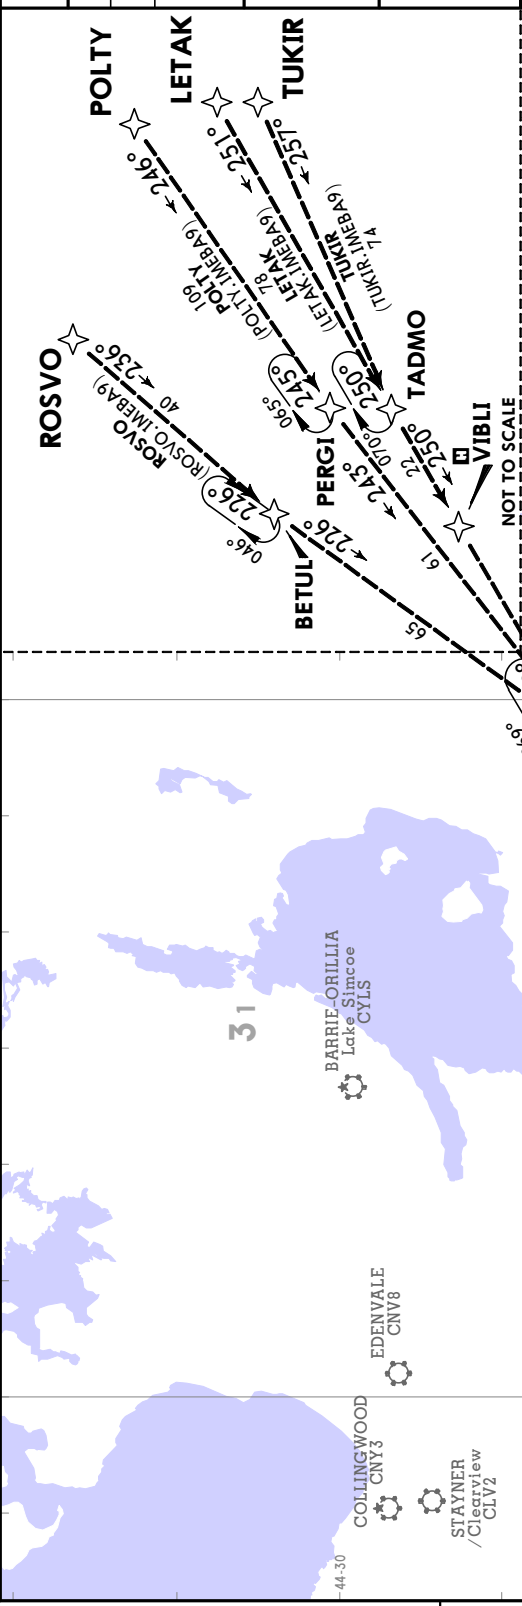 POLTY
LETAK
TUKIR
246°
251°
257°
109
POLTY
(POLTY.IMEBA9)
78
LETAK
(LETAK.IMEBA9)
TUKIR
74
(TUKIR.IMEBA9)
ROSVO
236°
40
ROSVO
(ROSVO.IMEBA9)
245°
065°
PERGI
250°
070°
TADMO
226°
046°
BETUL
243°
61
22
250°
H
VIBLI
NOT TO SCALE
226°
65
31
BARRIE-ORILLIA
Lake Simcoe
CYLS
EDENVALE
CNV8
COLLINGWOOD
CNY3
STAYNER
/Clearview
CLV2
44-30